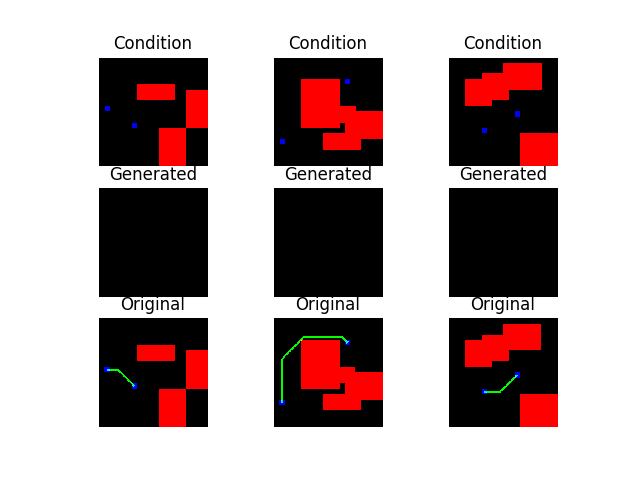 Condition Condition Condition
Generated Generated Generated
Original Original Original